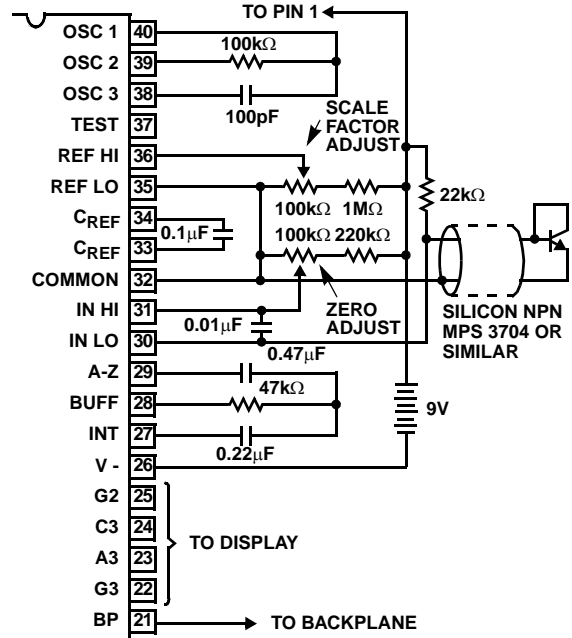 TO PIN 1
OSC 1 40
100kΩ
OSC 2 39
OSC 3 38
100pF
SCALE
FACTOR
ADJUST
TEST 37
REF HI 36
REF LO 35
22kΩ
100kΩ 1MΩ
CREF 34
0.1µF
100kΩ 220kΩ
CREF 33
COMMON 32
IN HI 31
ZERO
ADJUST
SILICON NPN
MPS 3704 OR
SIMILAR
0.01µF
IN LO 30
0.47µF
A-Z 29
47kΩ
BUFF 28
9V
INT 27
0.22µF
V - 26
G2 25
C3 24
TO DISPLAY
A3 23
G3 22
BP 21
TO BACKPLANE